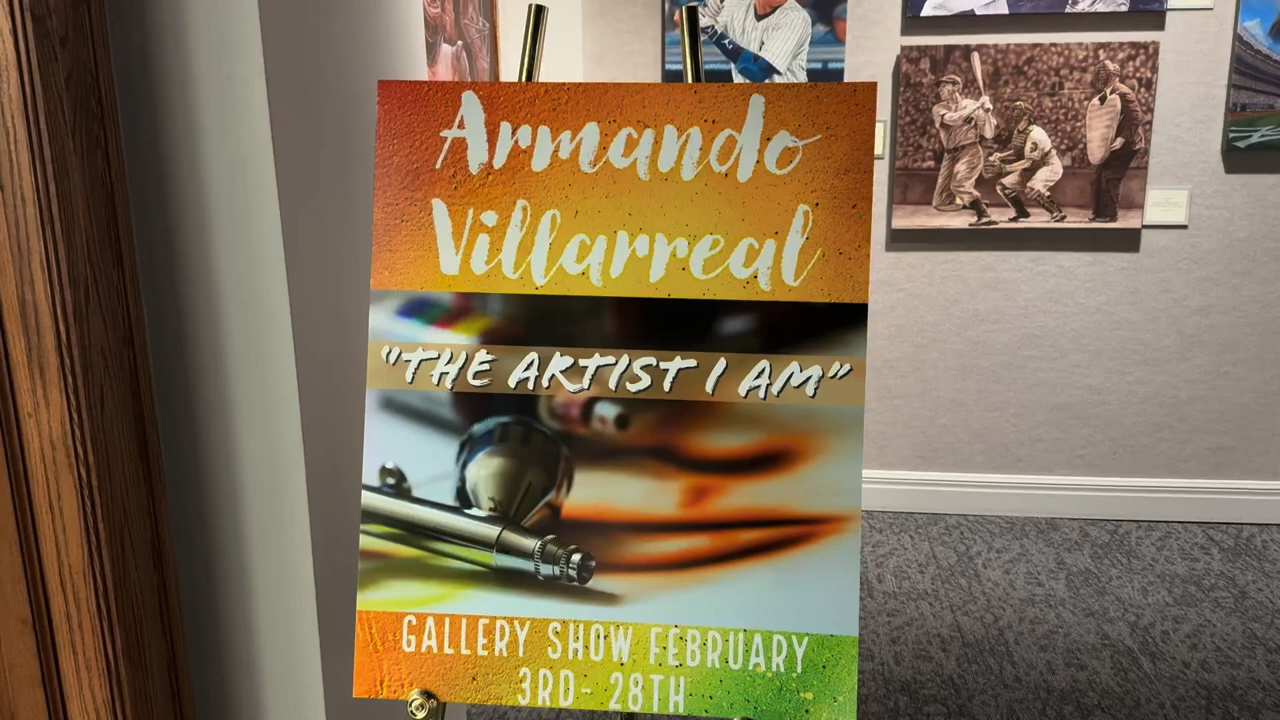 Armando
Villarreal
"THE ARTIST I AM"
GALLERY SHOW FEBRUARY
3RD- 28TH